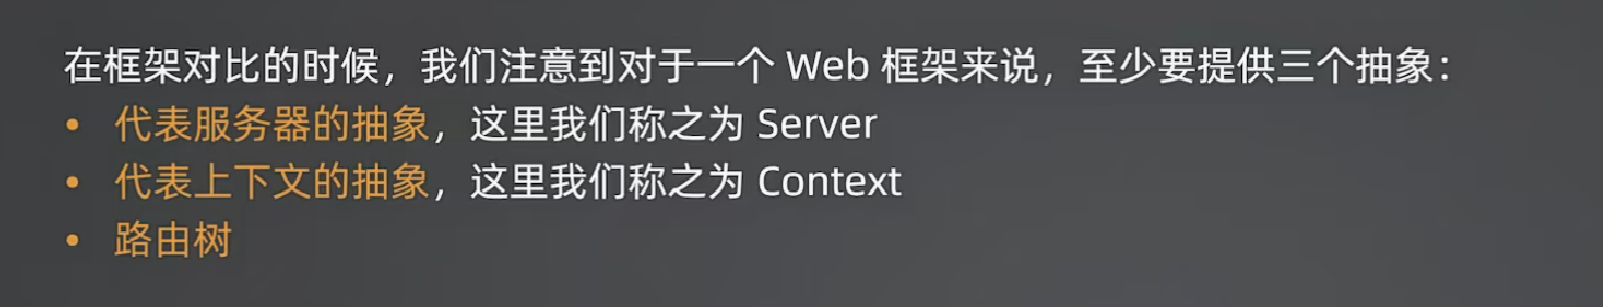 在框架对比的时候，我们注意到对于一个 Web 框架来说，至少要提供三个抽象：
• 代表服务器的抽象，这里我们称之为 Server
• 代表上下文的抽象，这里我们称之为 Context
• 路由树